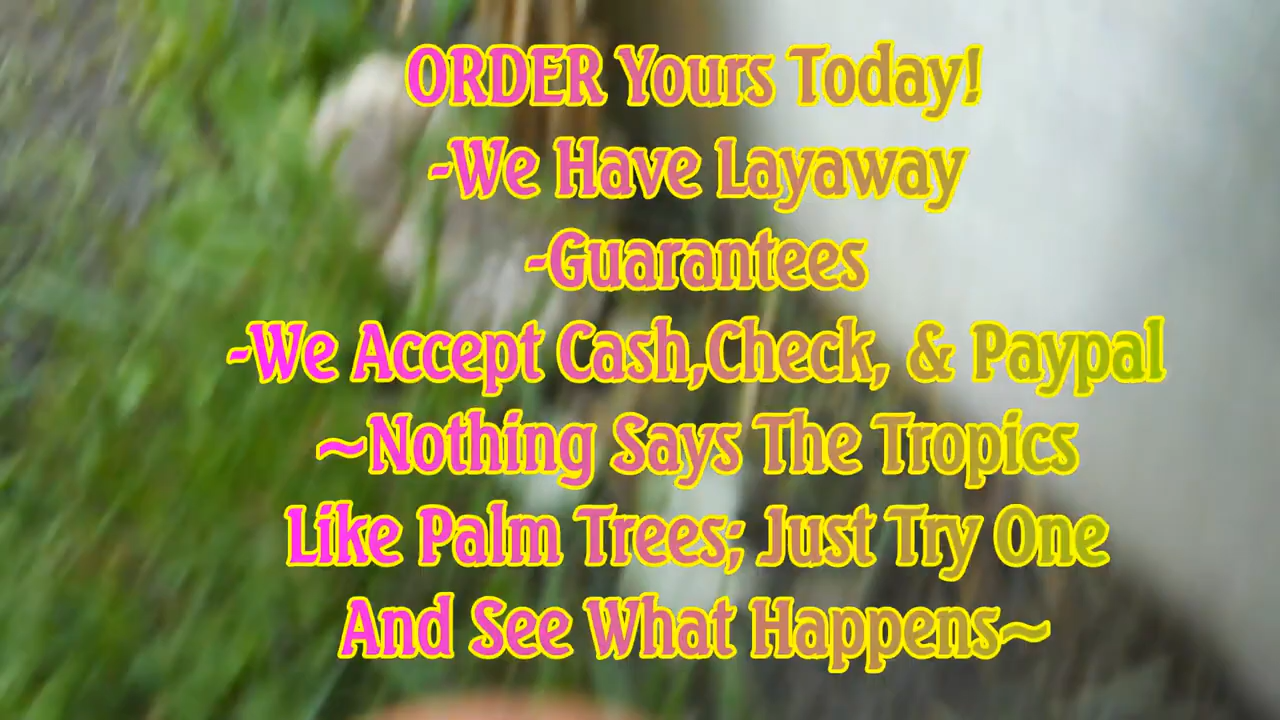 ORDER Yours Today!
-We Have Layaway
-Guarantees
-We Accept Cash,Check, & Paypal
~Nothing Says The Tropics
Like Palm Trees; Just Try One
And See What Happens~